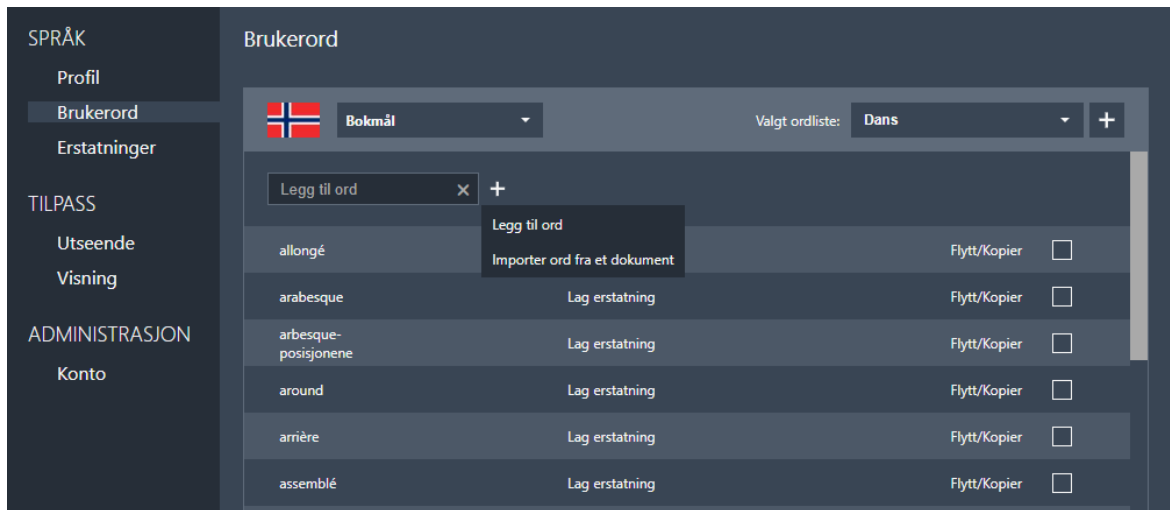 SPRÅK
Profil
Brukerord
Erstatninger
TILPASS
Utseende
Visning
ADMINISTRASJON
Konto
Brukerord
Bokmål
Valgt ordliste: Dans +
Legg til ord × +
Legg til ord
Importer ord fra et dokument
allongé Flytt/Kopier
arabesque Lag erstatning Flytt/Kopier
arbesque-
posisjonene Lag erstatning Flytt/Kopier
around Lag erstatning Flytt/Kopier
arrière Lag erstatning Flytt/Kopier
assemblé Lag erstatning Flytt/Kopier